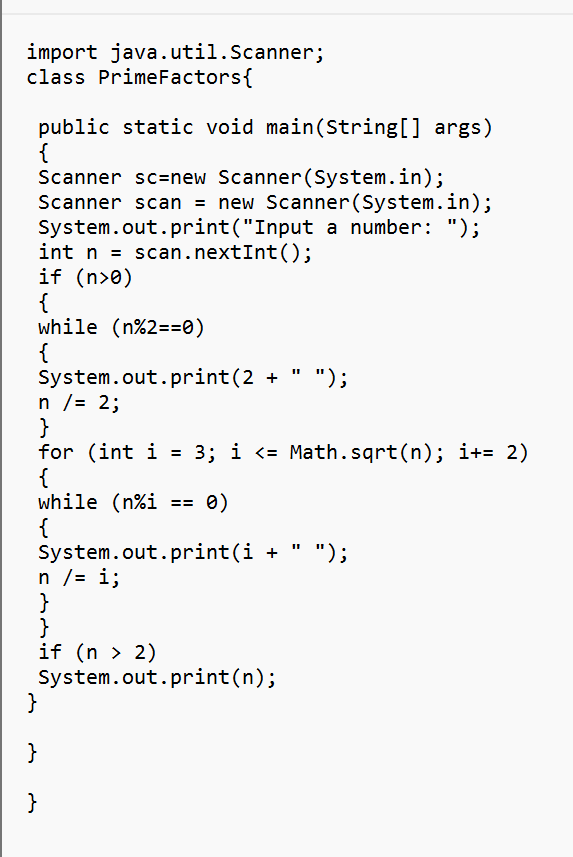 import java.util.Scanner;
class PrimeFactors{
public static void main(String[] args)
{
Scanner sc=new Scanner(System.in);
Scanner scan = new Scanner(System.in);
System.out.print("Input a number: ");
int n = scan.nextInt();
if (n>0)
{
while (n%2==0)
{
System.out.print(2 + " ");
n /= 2;
}
for (int i = 3; i <= Math.sqrt(n); i+= 2)
{
while (n%i == 0)
{
System.out.print(i + " ");
n /= i;
}
}
if (n > 2)
System.out.print(n);
}
}
}